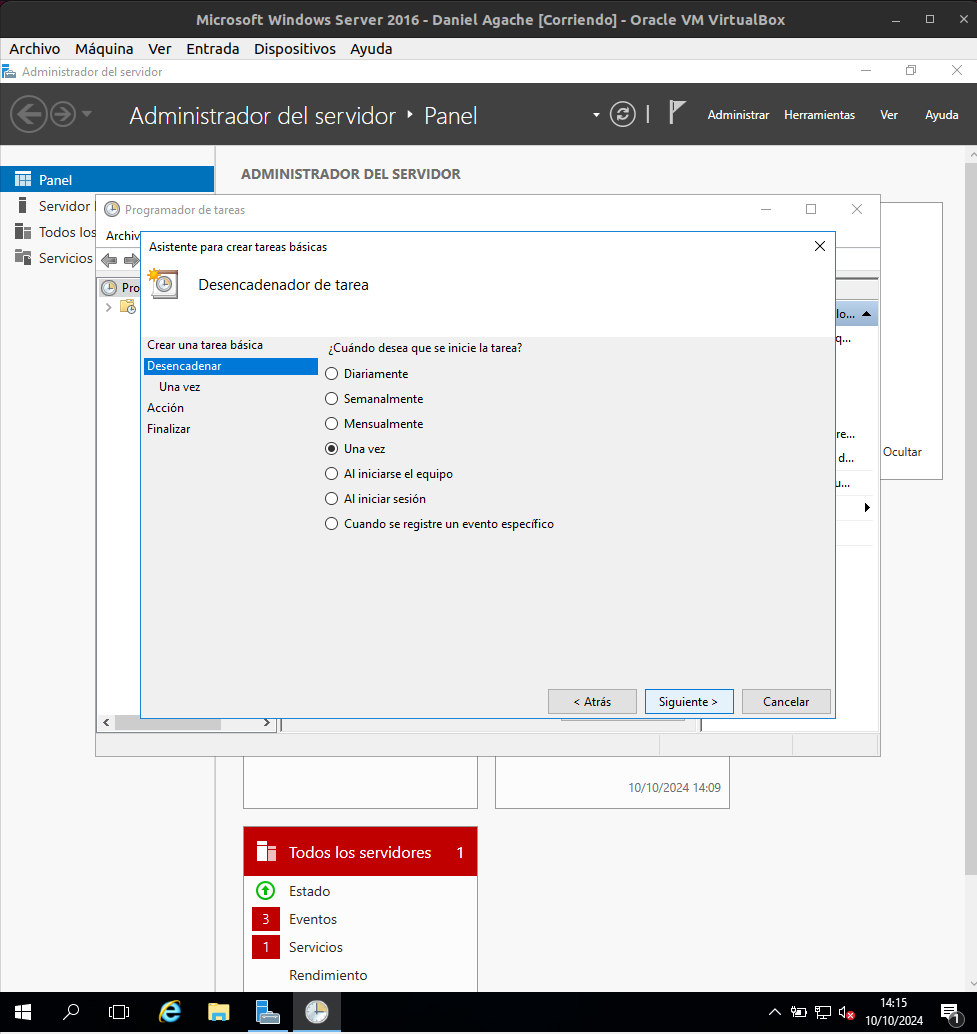 Microsoft Windows Server 2016 - Daniel Agache [Corriendo] - Oracle VM VirtualBox
Archivo Máquina Ver Entrada Dispositivos Ayuda
Administrador del servidor
Administrador del servidor ‣ Panel
Administrar Herramientas Ver Ayuda
Panel
ADMINISTRADOR DEL SERVIDOR
Servidor
Todos los
Servicios
Programador de tareas
Archiv
Asistente para crear tareas básicas
Desencadenador de tarea
Pro
lo...
q...
re...
d...
u...
Ocultar
Crear una tarea básica
Desencadenar
Una vez
Acción
Finalizar
¿Cuándo desea que se inicie la tarea?
Diariamente
Semanalmente
Mensualmente
Una vez
Al iniciarse el equipo
Al iniciar sesión
Cuando se registre un evento específico
< Atrás
Siguiente >
Cancelar
10/10/2024 14:09
Todos los servidores 1
Estado
3 Eventos
1 Servicios
Rendimiento
14:15
10/10/2024
1